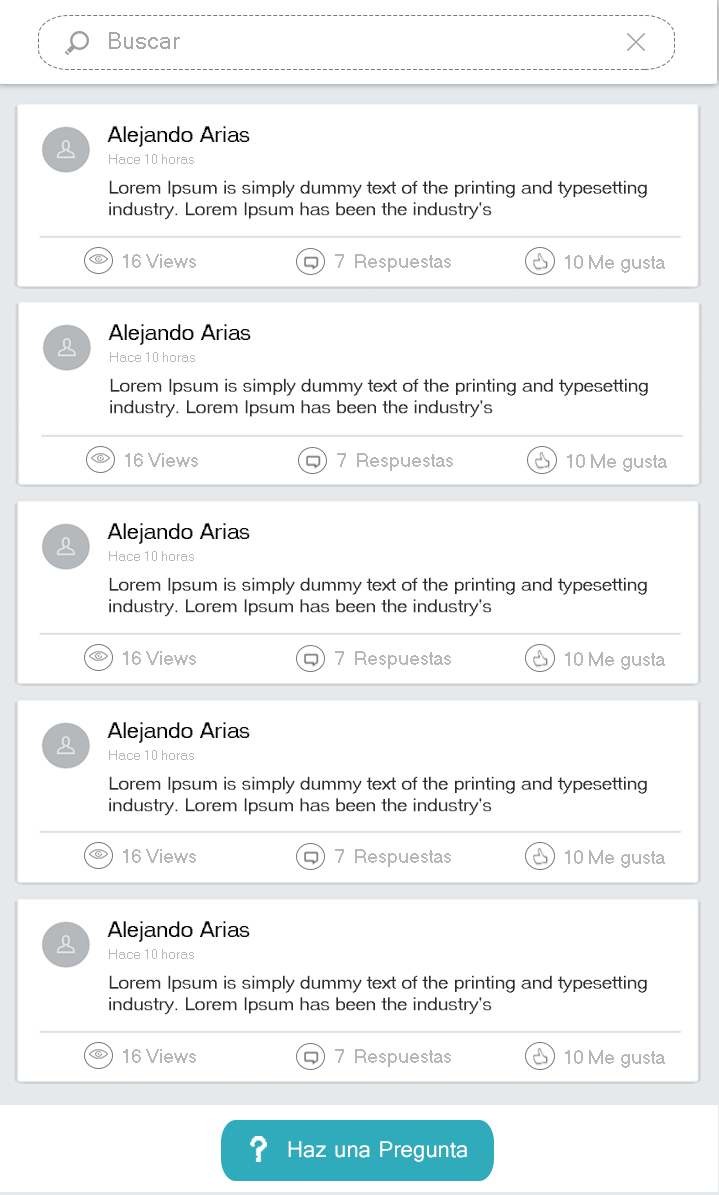 Buscar
Alejando Arias
Hace 10 horas
Lorem Ipsum is simply dummy text of the printing and typesetting
industry. Lorem Ipsum has been the industry's
16 Views 7 Respuestas 10 Me gusta
Alejando Arias
Hace 10 horas
Lorem Ipsum is simply dummy text of the printing and typesetting
industry. Lorem Ipsum has been the industry's
16 Views 7 Respuestas 10 Me gusta
Alejando Arias
Hace 10 horas
Lorem Ipsum is simply dummy text of the printing and typesetting
industry. Lorem Ipsum has been the industry's
16 Views 7 Respuestas 10 Me gusta
Alejando Arias
Hace 10 horas
Lorem Ipsum is simply dummy text of the printing and typesetting
industry. Lorem Ipsum has been the industry's
16 Views 7 Respuestas 10 Me gusta
Alejando Arias
Hace 10 horas
Lorem Ipsum is simply dummy text of the printing and typesetting
industry. Lorem Ipsum has been the industry's
16 Views 7 Respuestas 10 Me gusta
? Haz una Pregunta